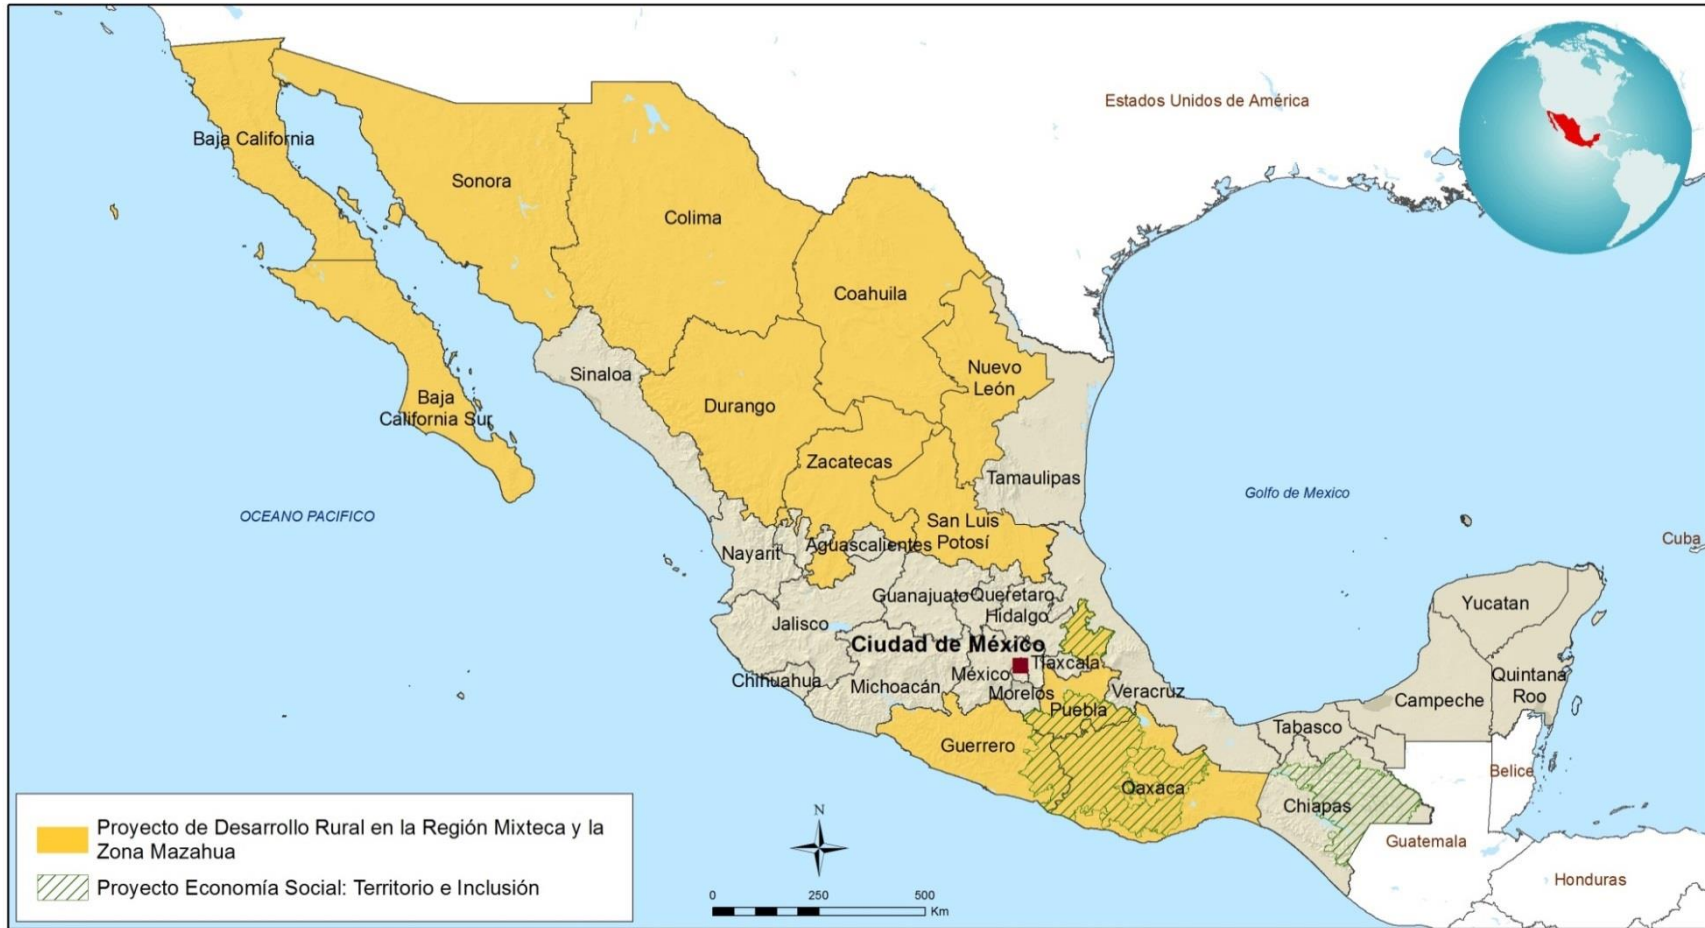 Estados Unidos de América
Baja California
Sonora
Colima
Coahuila
Nuevo
León
Sinaloa
Durango
Baja
California Sur
Zacatecas
Tamaulipas
OCEANO PACIFICO
Golfo de Mexico
San Luis
Potosí
Cuba
Nayarit
Aguascalientes
Guanajuato
Queretaro
Hidalgo
Yucatan
Jalisco
Ciudad de México
Tlaxcala
Chihuahua
Michoacán
México
Morelos
Veracruz
Puebla
Quintana
Roo
Campeche
Tabasco
Guerrero
Oaxaca
Chiapas
Belice
Guatemala
Honduras
Proyecto de Desarrollo Rural en la Región Mixteca y la
Zona Mazahua
Proyecto Economía Social: Territorio e Inclusión
N
0 250 500
Km